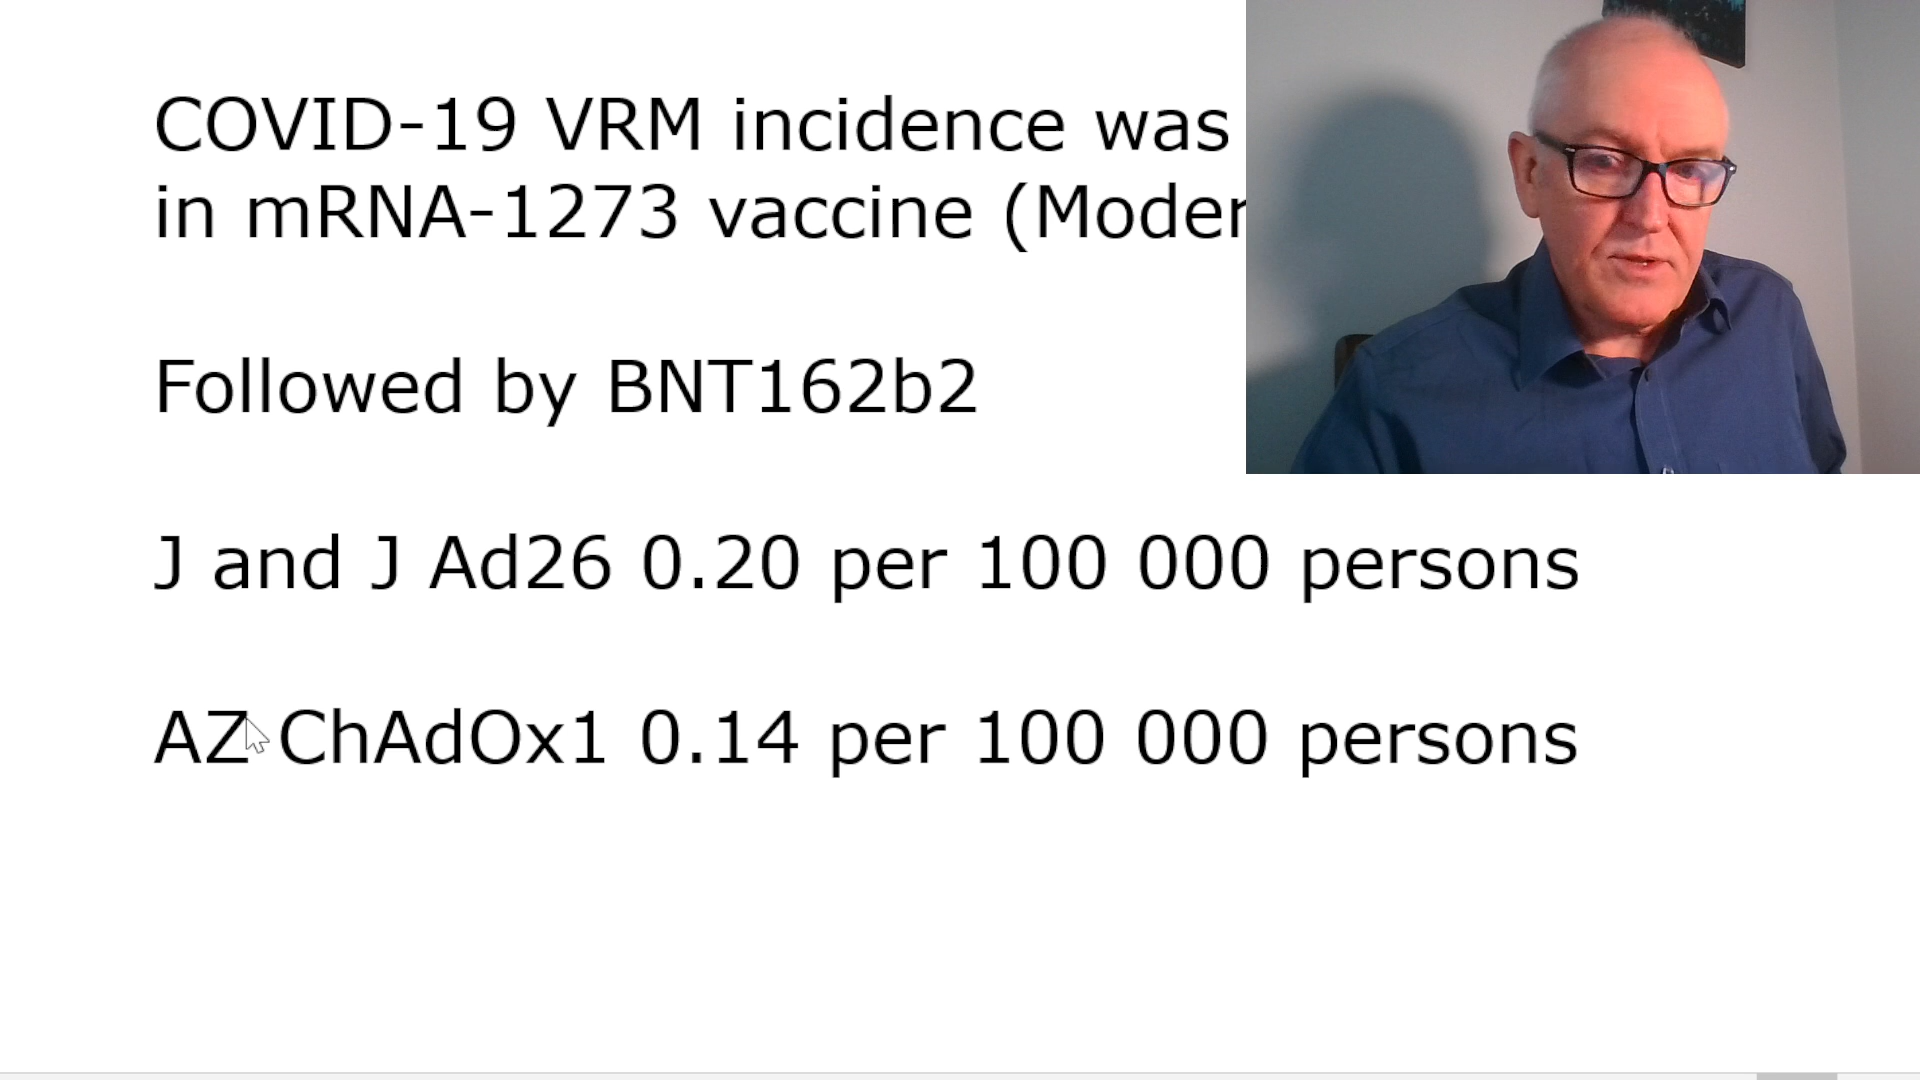 COVID-19 VRM incidence was
in mRNA-1273 vaccine (Moder
Followed by BNT162b2
J and J Ad26 0.20 per 100 000 persons
AZ ChAdOx1 0.14 per 100 000 persons